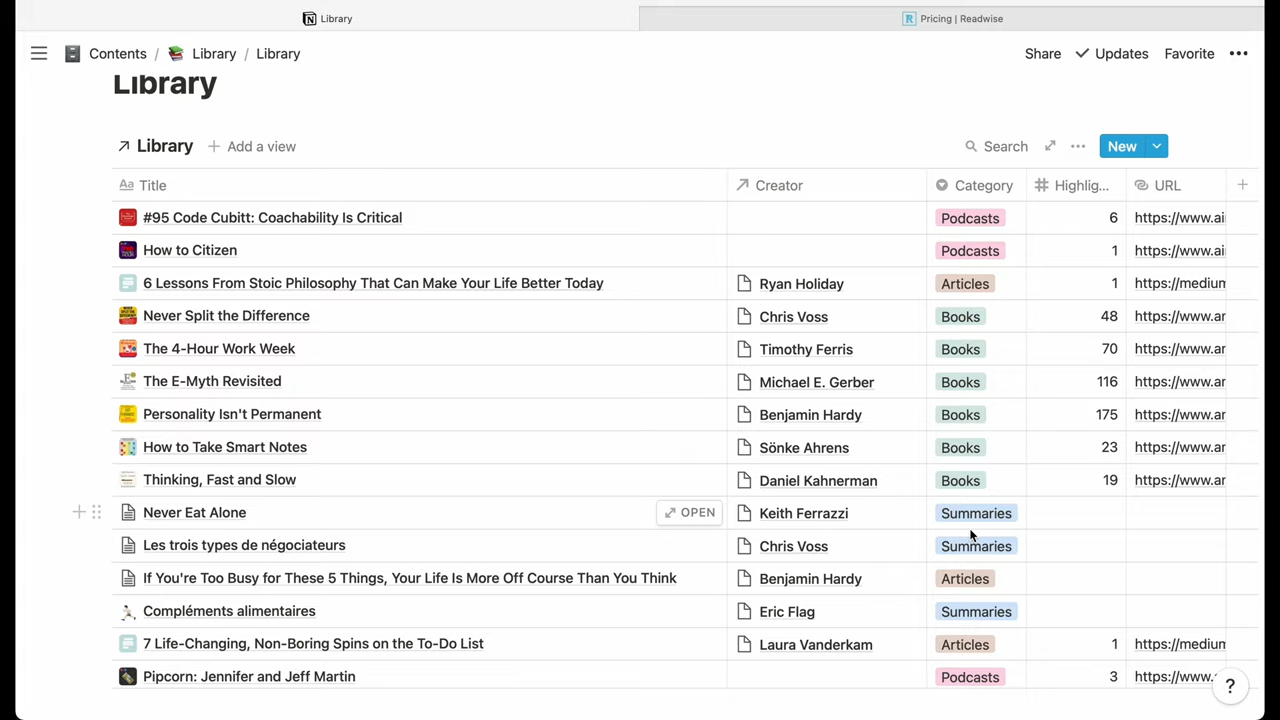 Library
Pricing | Readwise
Contents / Library / Library
Share Updates Favorite
Library
Library Add a view
Search New
Aa Title Creator Category Highlig... URL
#95 Code Cubitt: Coachability Is Critical Podcasts 6 https://www.ai
How to Citizen Podcasts 1 https://www.ai
6 Lessons From Stoic Philosophy That Can Make Your Life Better Today Ryan Holiday Articles 1 https://medium
Never Split the Difference Chris Voss Books 48 https://www.ar
The 4-Hour Work Week Timothy Ferris Books 70 https://www.ar
The E-Myth Revisited Michael E. Gerber Books 116 https://www.ar
Personality Isn't Permanent Benjamin Hardy Books 175 https://www.ar
How to Take Smart Notes Sönke Ahrens Books 23 https://www.ar
Thinking, Fast and Slow Daniel Kahnerman Books 19 https://www.ar
Never Eat Alone OPEN Keith Ferrazzi Summaries
Les trois types de négociateurs Chris Voss Summaries
If You're Too Busy for These 5 Things, Your Life Is More Off Course Than You Think Benjamin Hardy Articles
Compléments alimentaires Eric Flag Summaries
7 Life-Changing, Non-Boring Spins on the To-Do List Laura Vanderkam Articles 1 https://medium
Pipcorn: Jennifer and Jeff Martin Podcasts 3 https://www.
?